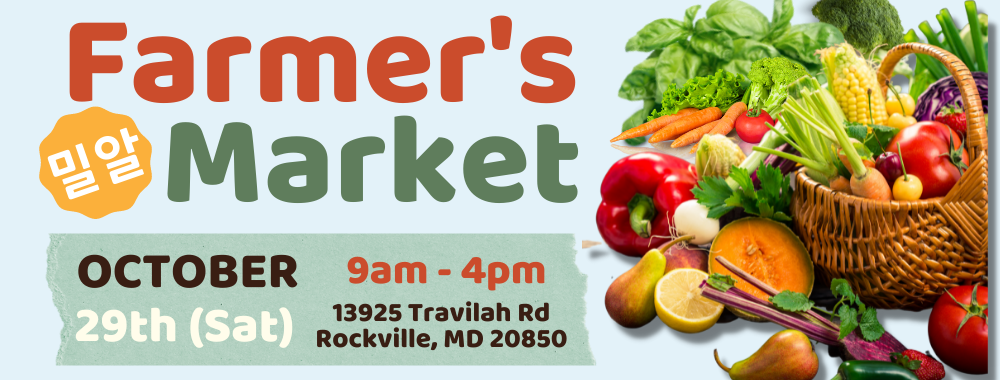 Farmer's
밀알 Market
OCTOBER
29th (Sat)
9am - 4pm
13925 Travilah Rd
Rockville, MD 20850